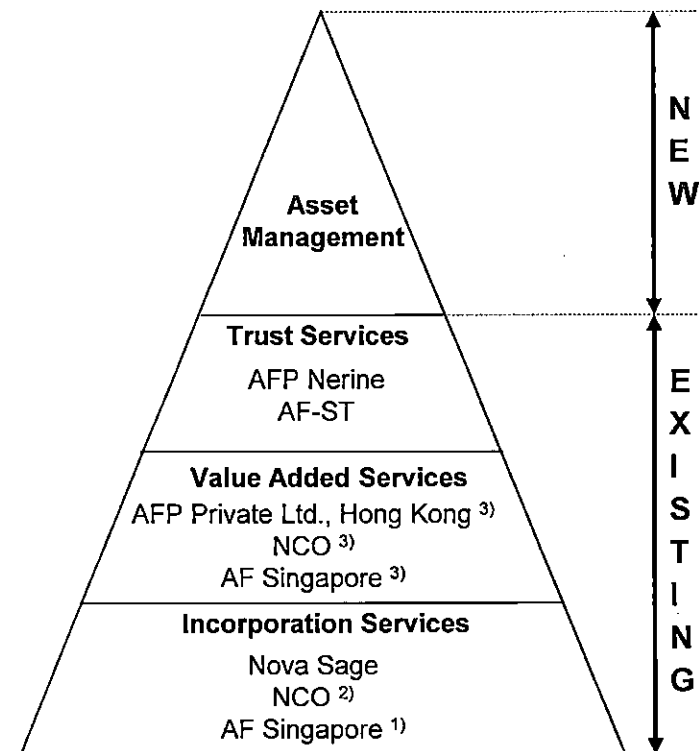 Asset
Management
Trust Services
AFP Nerine
AF-ST
Value Added Services
AFP Private Ltd., Hong Kong 3)
NCO 3)
AF Singapore 3)
Incorporation Services
Nova Sage
NCO 2)
AF Singapore 1)
N
E
W
E
X
I
S
T
I
N
G